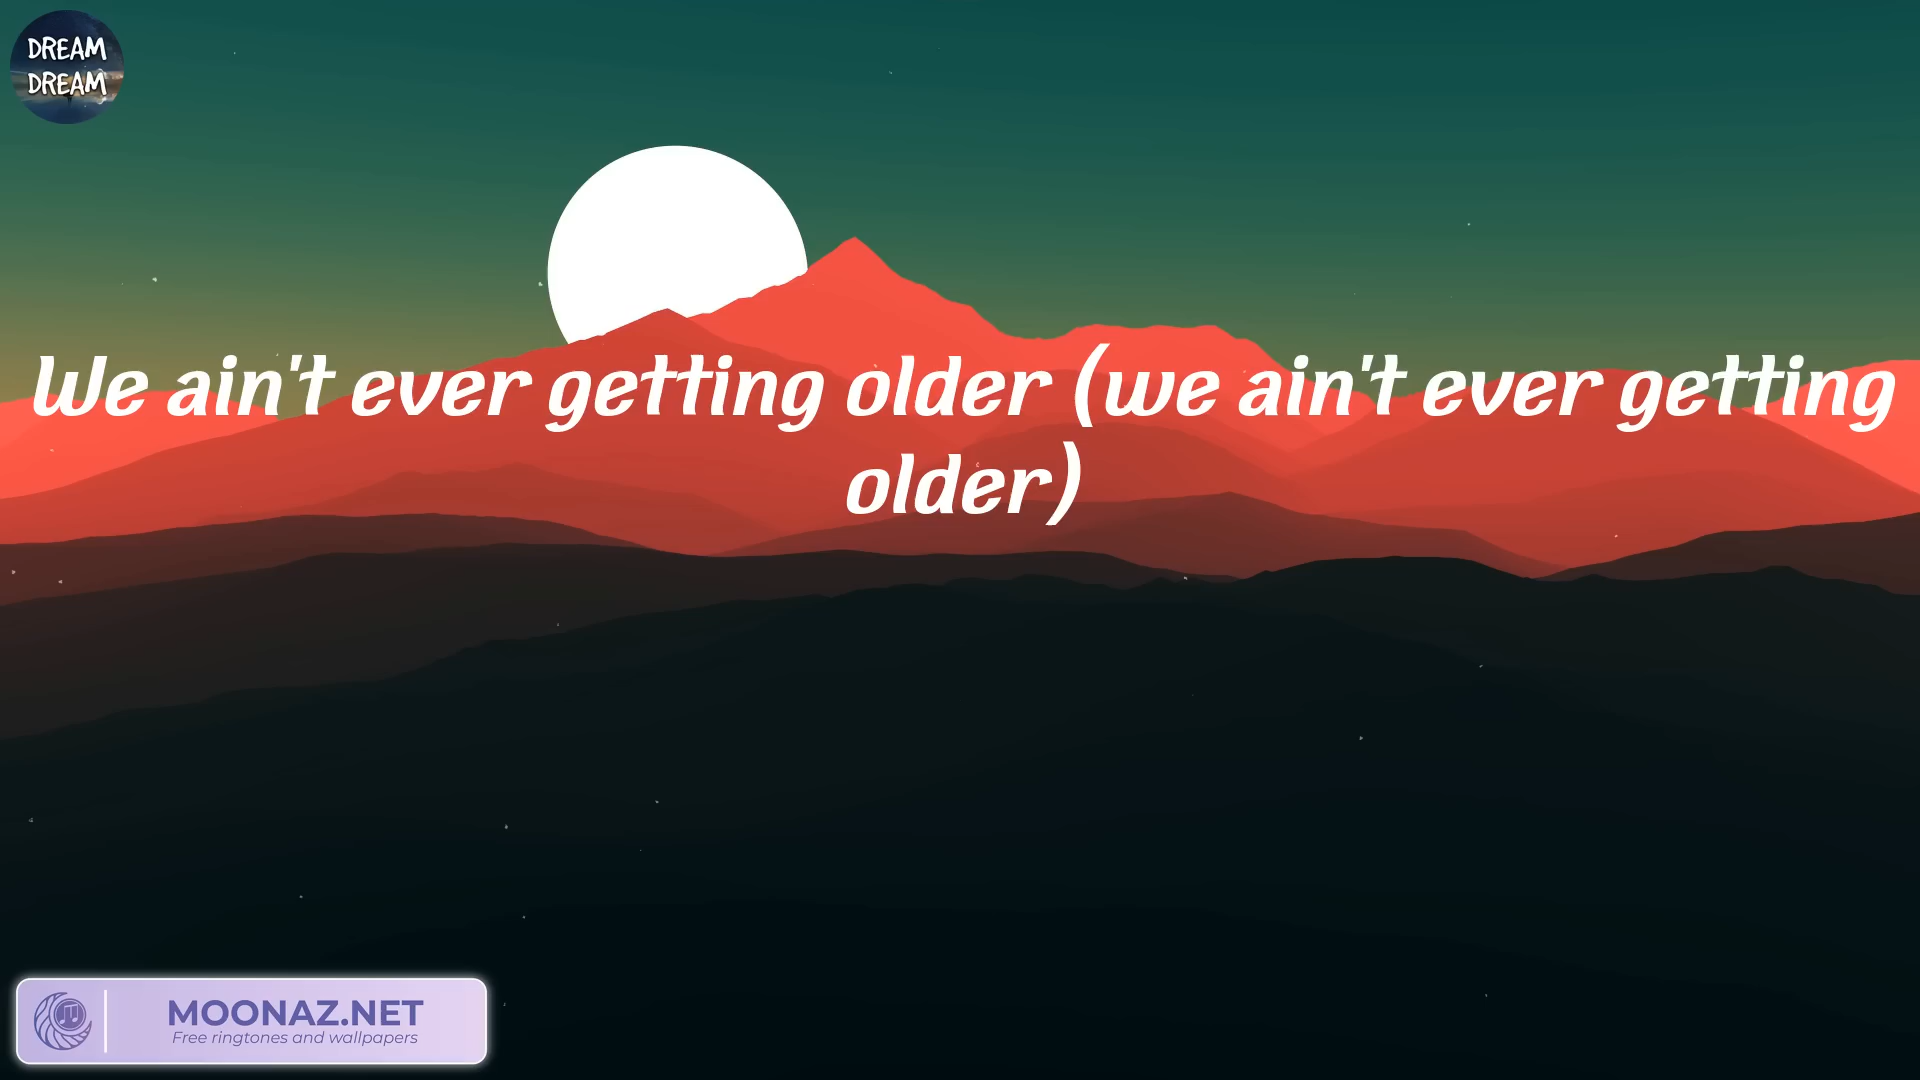 DREAM
DREAM
We ain't ever getting older (we ain't ever getting
older)
MOONAZ.NET
Free ringtones and wallpapers